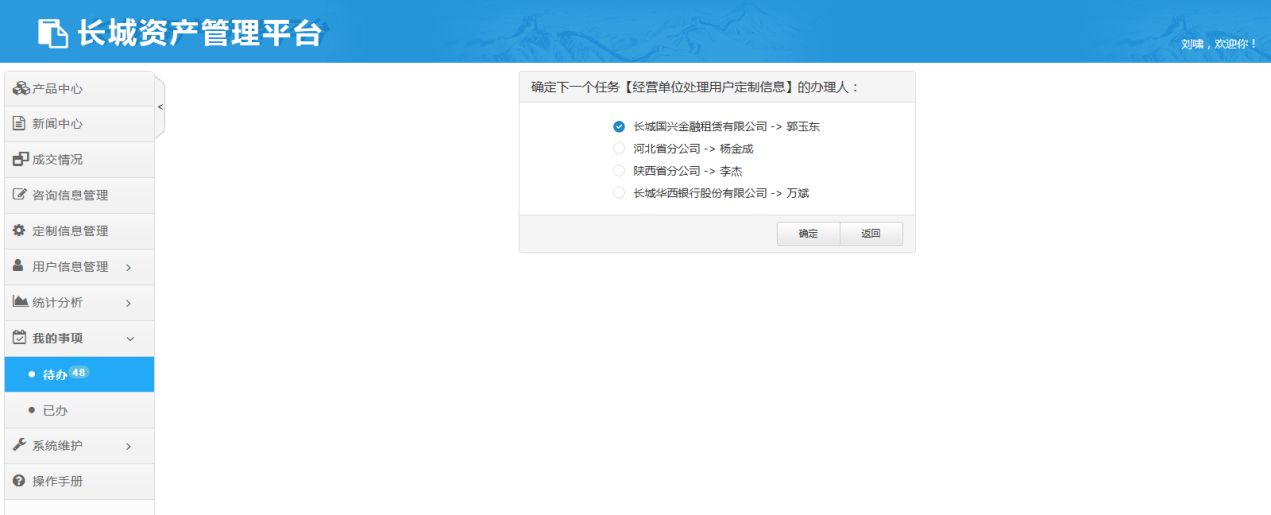 长城资产管理平台
刘啸，欢迎你！
产品中心
新闻中心
成交情况
咨询信息管理
定制信息管理
用户信息管理
统计分析
我的事项
待办 48
已办
系统维护
操作手册
<
确定下一个任务【经营单位处理用户定制信息】的办理人：
长城国兴金融租赁有限公司 -> 郭玉东
河北省分公司 -> 杨金成
陕西省分公司 -> 李杰
长城华西银行股份有限公司 -> 万斌
确定 返回